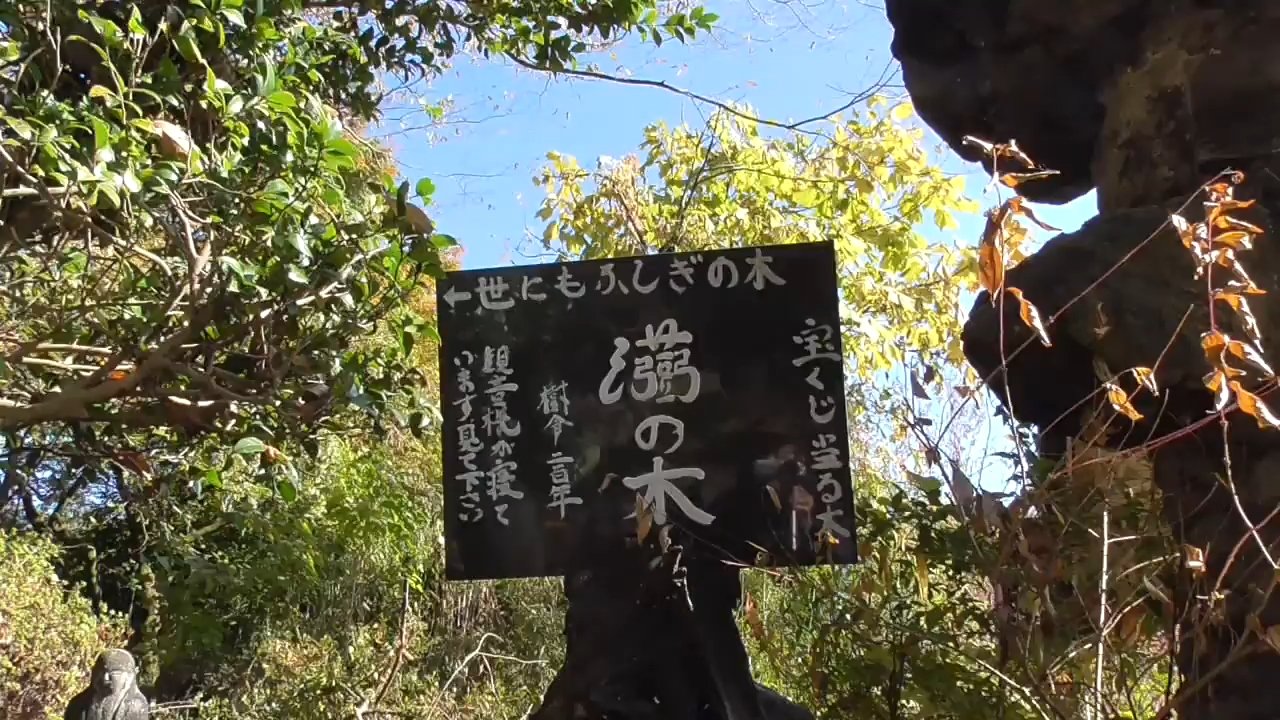 ←世にもふしぎの木
宝くじ当る木
の木
樹令二百年
観音様が寝て
います見て下さい